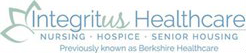 Integritus Healthcare
NURSING · HOSPICE · SENIOR HOUSING
Previously known as Berkshire Healthcare